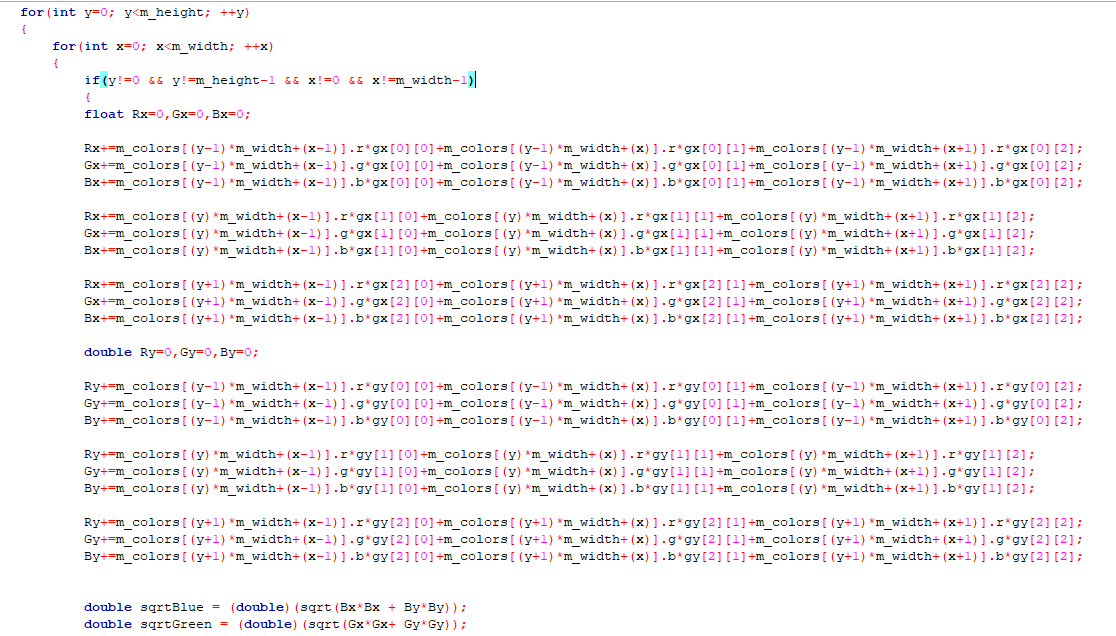 for(int y=0; y<m_height; ++y)
{
for(int x=0; x<m_width; ++x)
{
if(y!=0 && y!=m_height-1 && x!=0 && x!=m_width-1)
{
float Rx=0,Gx=0,Bx=0;
Rx+=m_colors[(y-1)*m_width+(x-1)].r*gx[0][0]+m_colors[(y-1)*m_width+(x)].r*gx[0][1]+m_colors[(y-1)*m_width+(x+1)].r*gx[0][2];
Gx+=m_colors[(y-1)*m_width+(x-1)].g*gx[0][0]+m_colors[(y-1)*m_width+(x)].g*gx[0][1]+m_colors[(y-1)*m_width+(x+1)].g*gx[0][2];
Bx+=m_colors[(y-1)*m_width+(x-1)].b*gx[0][0]+m_colors[(y-1)*m_width+(x)].b*gx[0][1]+m_colors[(y-1)*m_width+(x+1)].b*gx[0][2];
Rx+=m_colors[(y)*m_width+(x-1)].r*gx[1][0]+m_colors[(y)*m_width+(x)].r*gx[1][1]+m_colors[(y)*m_width+(x+1)].r*gx[1][2];
Gx+=m_colors[(y)*m_width+(x-1)].g*gx[1][0]+m_colors[(y)*m_width+(x)].g*gx[1][1]+m_colors[(y)*m_width+(x+1)].g*gx[1][2];
Bx+=m_colors[(y)*m_width+(x-1)].b*gx[1][0]+m_colors[(y)*m_width+(x)].b*gx[1][1]+m_colors[(y)*m_width+(x+1)].b*gx[1][2];
Rx+=m_colors[(y+1)*m_width+(x-1)].r*gx[2][0]+m_colors[(y+1)*m_width+(x)].r*gx[2][1]+m_colors[(y+1)*m_width+(x+1)].r*gx[2][2];
Gx+=m_colors[(y+1)*m_width+(x-1)].g*gx[2][0]+m_colors[(y+1)*m_width+(x)].g*gx[2][1]+m_colors[(y+1)*m_width+(x+1)].g*gx[2][2];
Bx+=m_colors[(y+1)*m_width+(x-1)].b*gx[2][0]+m_colors[(y+1)*m_width+(x)].b*gx[2][1]+m_colors[(y+1)*m_width+(x+1)].b*gx[2][2];
double Ry=0,Gy=0,By=0;
Ry+=m_colors[(y-1)*m_width+(x-1)].r*gy[0][0]+m_colors[(y-1)*m_width+(x)].r*gy[0][1]+m_colors[(y-1)*m_width+(x+1)].r*gy[0][2];
Gy+=m_colors[(y-1)*m_width+(x-1)].g*gy[0][0]+m_colors[(y-1)*m_width+(x)].g*gy[0][1]+m_colors[(y-1)*m_width+(x+1)].g*gy[0][2];
By+=m_colors[(y-1)*m_width+(x-1)].b*gy[0][0]+m_colors[(y-1)*m_width+(x)].b*gy[0][1]+m_colors[(y-1)*m_width+(x+1)].b*gy[0][2];
Ry+=m_colors[(y)*m_width+(x-1)].r*gy[1][0]+m_colors[(y)*m_width+(x)].r*gy[1][1]+m_colors[(y)*m_width+(x+1)].r*gy[1][2];
Gy+=m_colors[(y)*m_width+(x-1)].g*gy[1][0]+m_colors[(y)*m_width+(x)].g*gy[1][1]+m_colors[(y)*m_width+(x+1)].g*gy[1][2];
By+=m_colors[(y)*m_width+(x-1)].b*gy[1][0]+m_colors[(y)*m_width+(x)].b*gy[1][1]+m_colors[(y)*m_width+(x+1)].b*gy[1][2];
Ry+=m_colors[(y+1)*m_width+(x-1)].r*gy[2][0]+m_colors[(y+1)*m_width+(x)].r*gy[2][1]+m_colors[(y+1)*m_width+(x+1)].r*gy[2][2];
Gy+=m_colors[(y+1)*m_width+(x-1)].g*gy[2][0]+m_colors[(y+1)*m_width+(x)].g*gy[2][1]+m_colors[(y+1)*m_width+(x+1)].g*gy[2][2];
By+=m_colors[(y+1)*m_width+(x-1)].b*gy[2][0]+m_colors[(y+1)*m_width+(x)].b*gy[2][1]+m_colors[(y+1)*m_width+(x+1)].b*gy[2][2];
double sqrtBlue = (double)(sqrt(Bx*Bx + By*By));
double sqrtGreen = (double)(sqrt(Gx*Gx+ Gy*Gy));